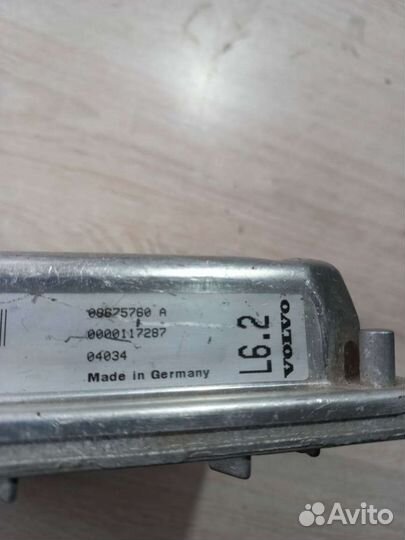 08675760 A
0000117287
04034
Made in Germany
L6.2
VOLVO
Avito